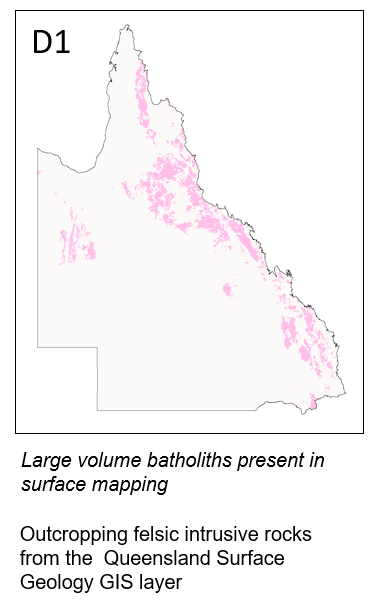 D1
Large volume batholiths present in
surface mapping
Outcropping felsic intrusive rocks
from the  Queensland Surface
Geology GIS layer